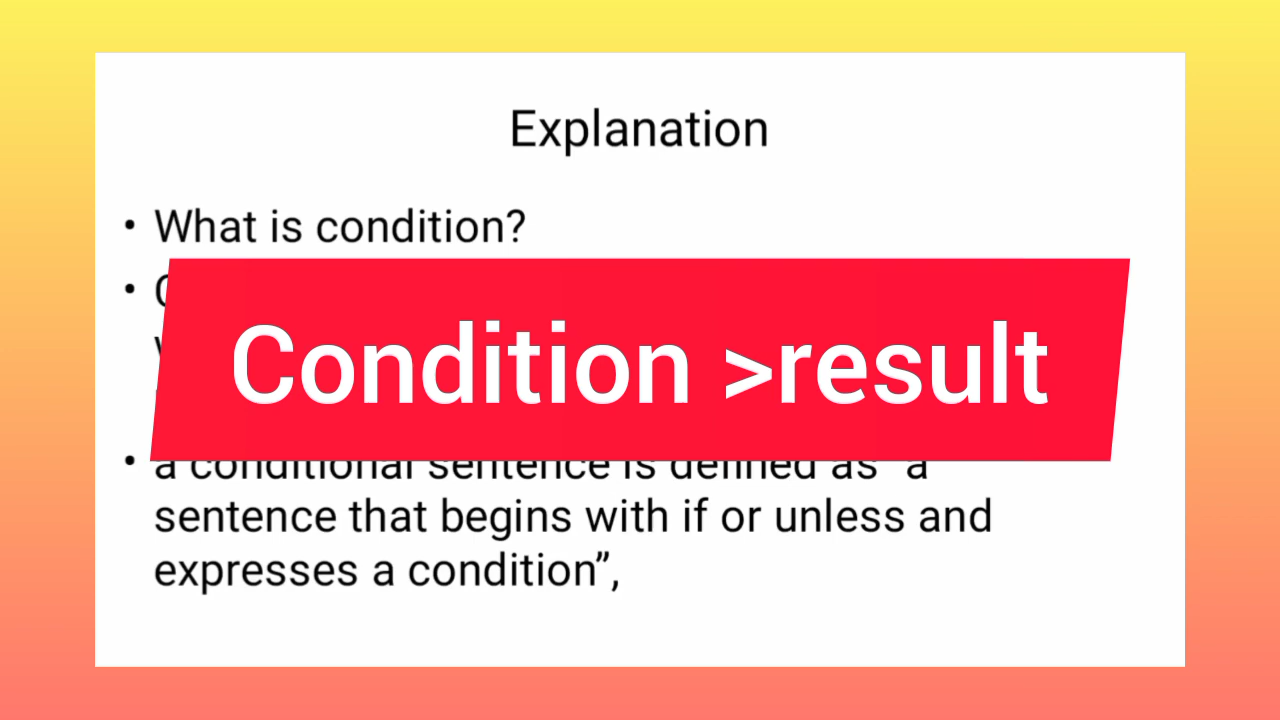 Explanation
• What is condition?
Condition >result
a conditional sentence is defined as “a
sentence that begins with if or unless and
expresses a condition”,